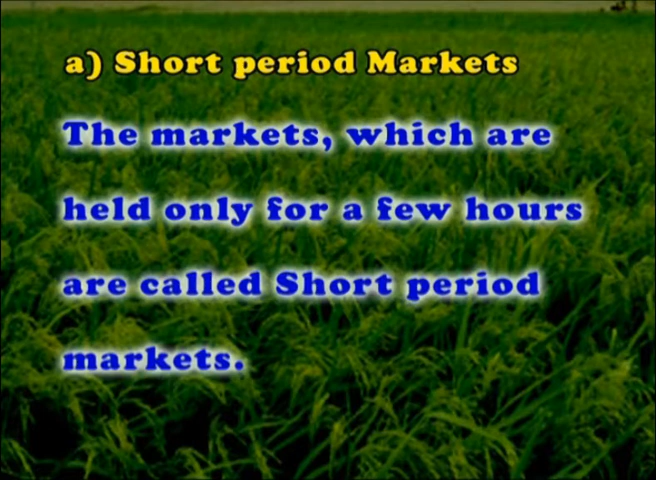 a) Short period Markets
The markets, which are
held only for a few hours
are called Short period
markets.